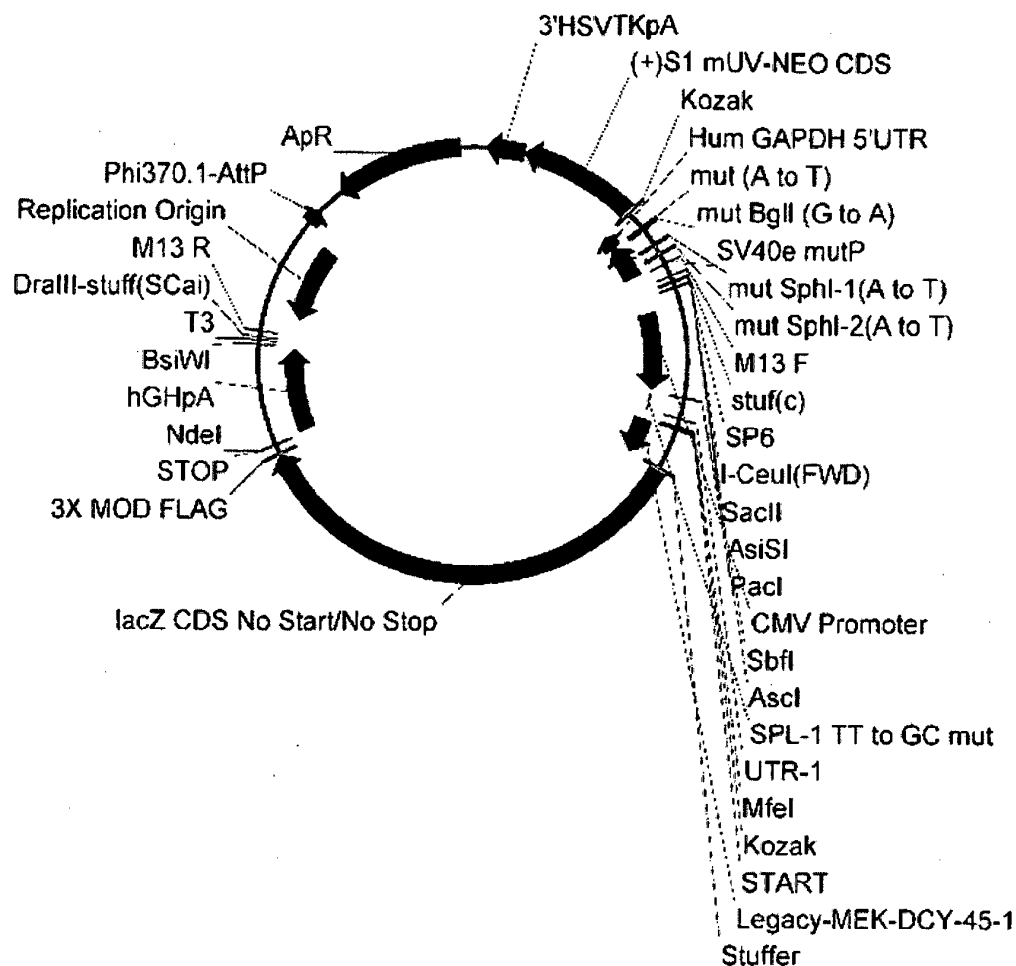 3'HSVTKpA
(+)S1 mUV-NEO CDS
Kozak
Hum GAPDH 5'UTR
mut (A to T)
mut BglI (G to A)
SV40e mutP
mut SphI-1(A to T)
mut SphI-2(A to T)
M13 F
stuf(c)
SP6
I-CeuI(FWD)
SacII
AsiSI
PacI
CMV Promoter
SbfI
AscI
SPL-1 TT to GC mut
UTR-1
MfeI
Kozak
START
Legacy-MEK-DCY-45-1
Stuffer
ApR
Phi370.1-AttP
Replication Origin
M13 R
DraIII-stuff(SCai)
T3
BsiWI
hGHpA
NdeI
STOP
3X MOD FLAG
lacZ CDS No Start/No Stop